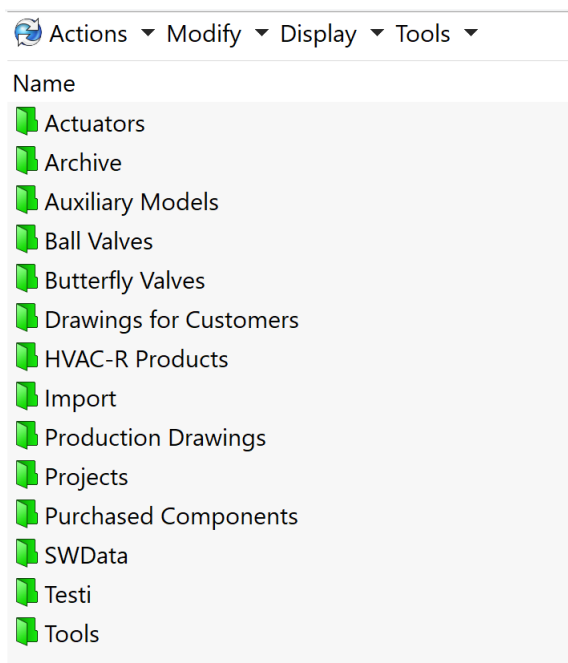 Actions Modify Display Tools
Name
Actuators
Archive
Auxiliary Models
Ball Valves
Butterfly Valves
Drawings for Customers
HVAC-R Products
Import
Production Drawings
Projects
Purchased Components
SWData
Testi
Tools